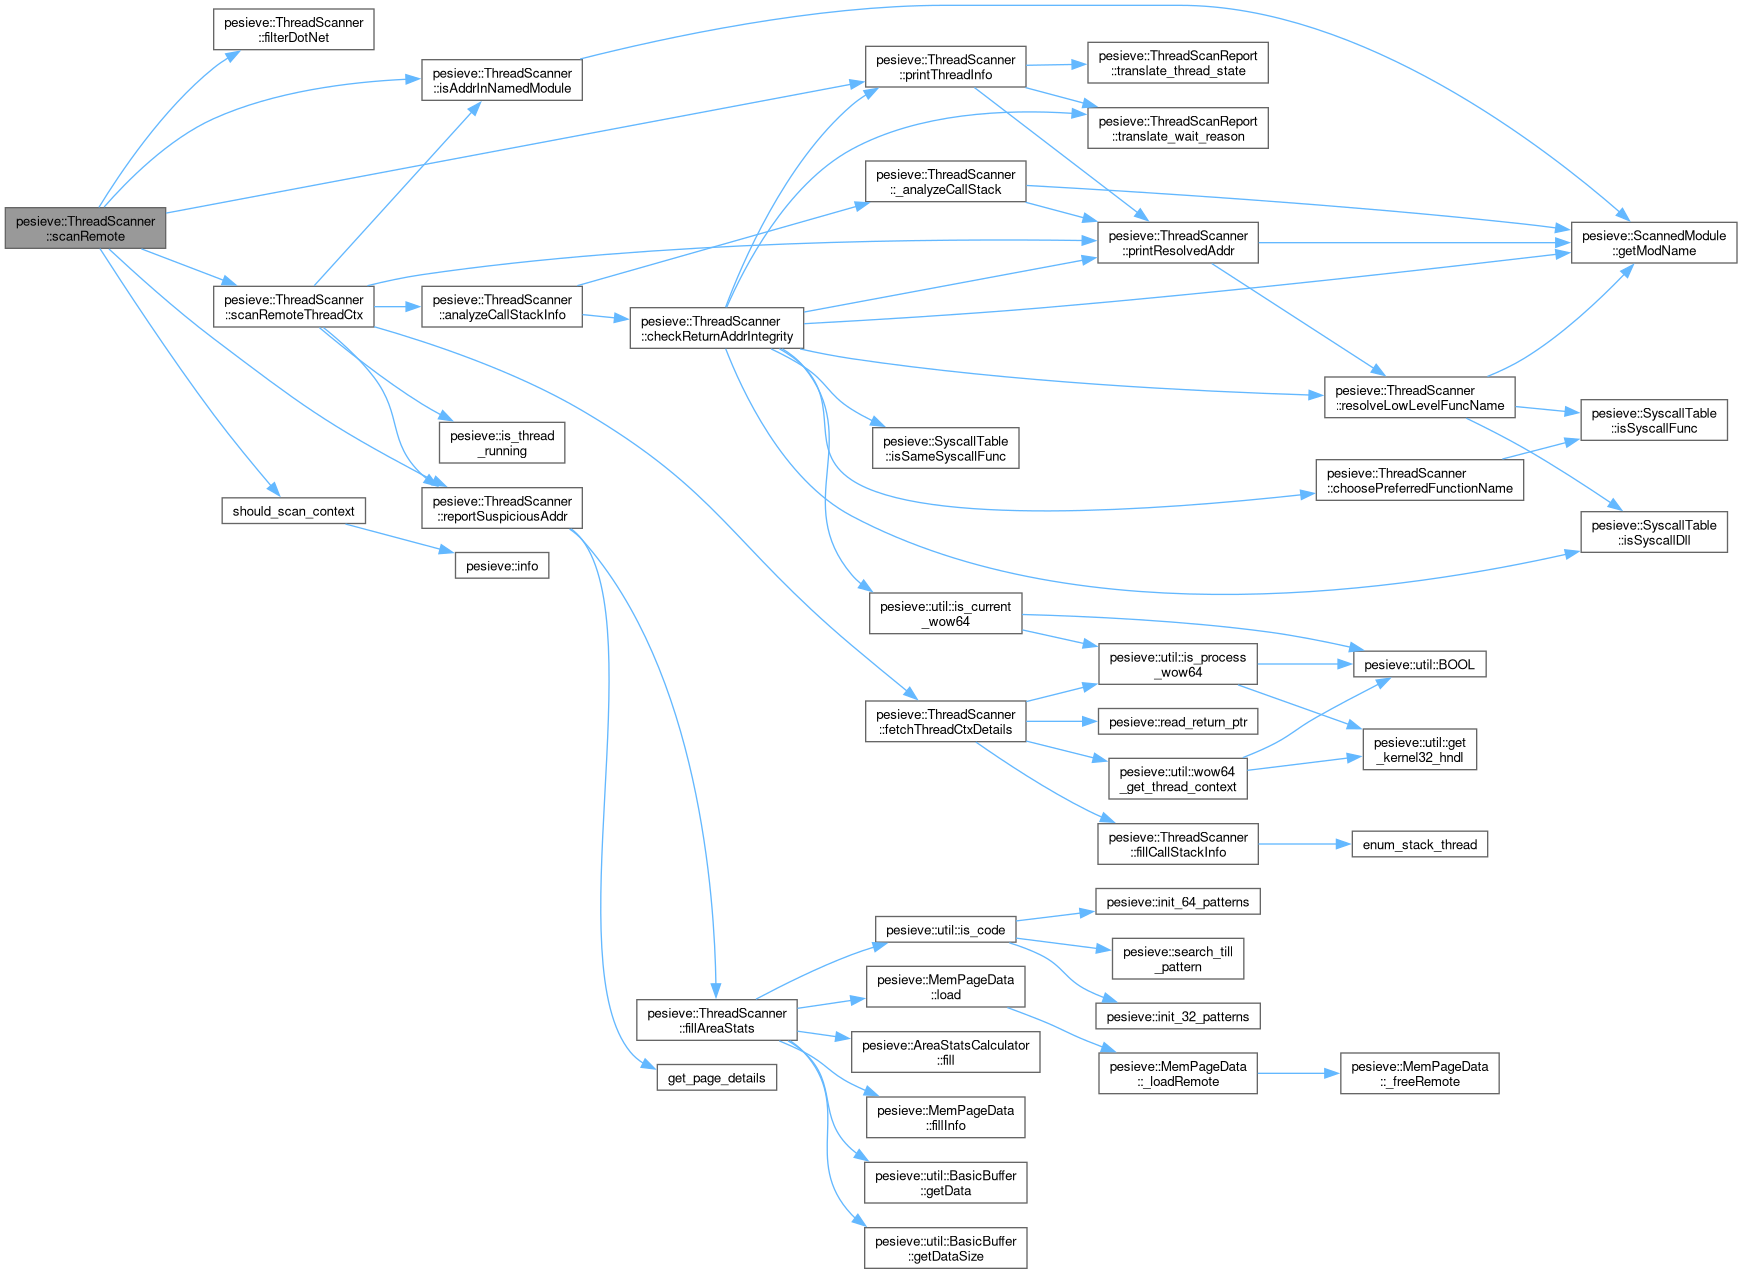 pesieve::ThreadScanner
::scanRemote
pesieve::ThreadScanner
::filterDotNet
pesieve::ThreadScanner
::isAddrInNamedModule
pesieve::ThreadScanner
::scanRemoteThreadCtx
pesieve::ThreadScanner
::analyzeCallStackInfo
pesieve::is_thread
_running
pesieve::ThreadScanner
::reportSuspiciousAddr
should_scan_context
pesieve::info
pesieve::ThreadScanner
::checkReturnAddrIntegrity
pesieve::ThreadScanner
::printThreadInfo
pesieve::ThreadScanner
::_analyzeCallStack
pesieve::ThreadScanReport
::translate_thread_state
pesieve::ThreadScanReport
::translate_wait_reason
pesieve::ThreadScanner
::printResolvedAddr
pesieve::ScannedModule
::getModName
pesieve::ThreadScanner
::resolveLowLevelFuncName
pesieve::SyscallTable
::isSyscallFunc
pesieve::SyscallTable
::isSameSyscallFunc
pesieve::ThreadScanner
::choosePreferredFunctionName
pesieve::SyscallTable
::isSyscallDll
pesieve::util::is_current
_wow64
pesieve::util::is_process
_wow64
pesieve::util::BOOL
pesieve::ThreadScanner
::fetchThreadCtxDetails
pesieve::read_return_ptr
pesieve::util::get
_kernel32_hndl
pesieve::util::wow64
_get_thread_context
pesieve::ThreadScanner
::fillCallStackInfo
enum_stack_thread
pesieve::ThreadScanner
::fillAreaStats
get_page_details
pesieve::util::is_code
pesieve::init_64_patterns
pesieve::search_till
_pattern
pesieve::init_32_patterns
pesieve::MemPageData
::load
pesieve::AreaStatsCalculator
::fill
pesieve::MemPageData
::_loadRemote
pesieve::MemPageData
::_freeRemote
pesieve::MemPageData
::fillInfo
pesieve::util::BasicBuffer
::getData
pesieve::util::BasicBuffer
::getDataSize